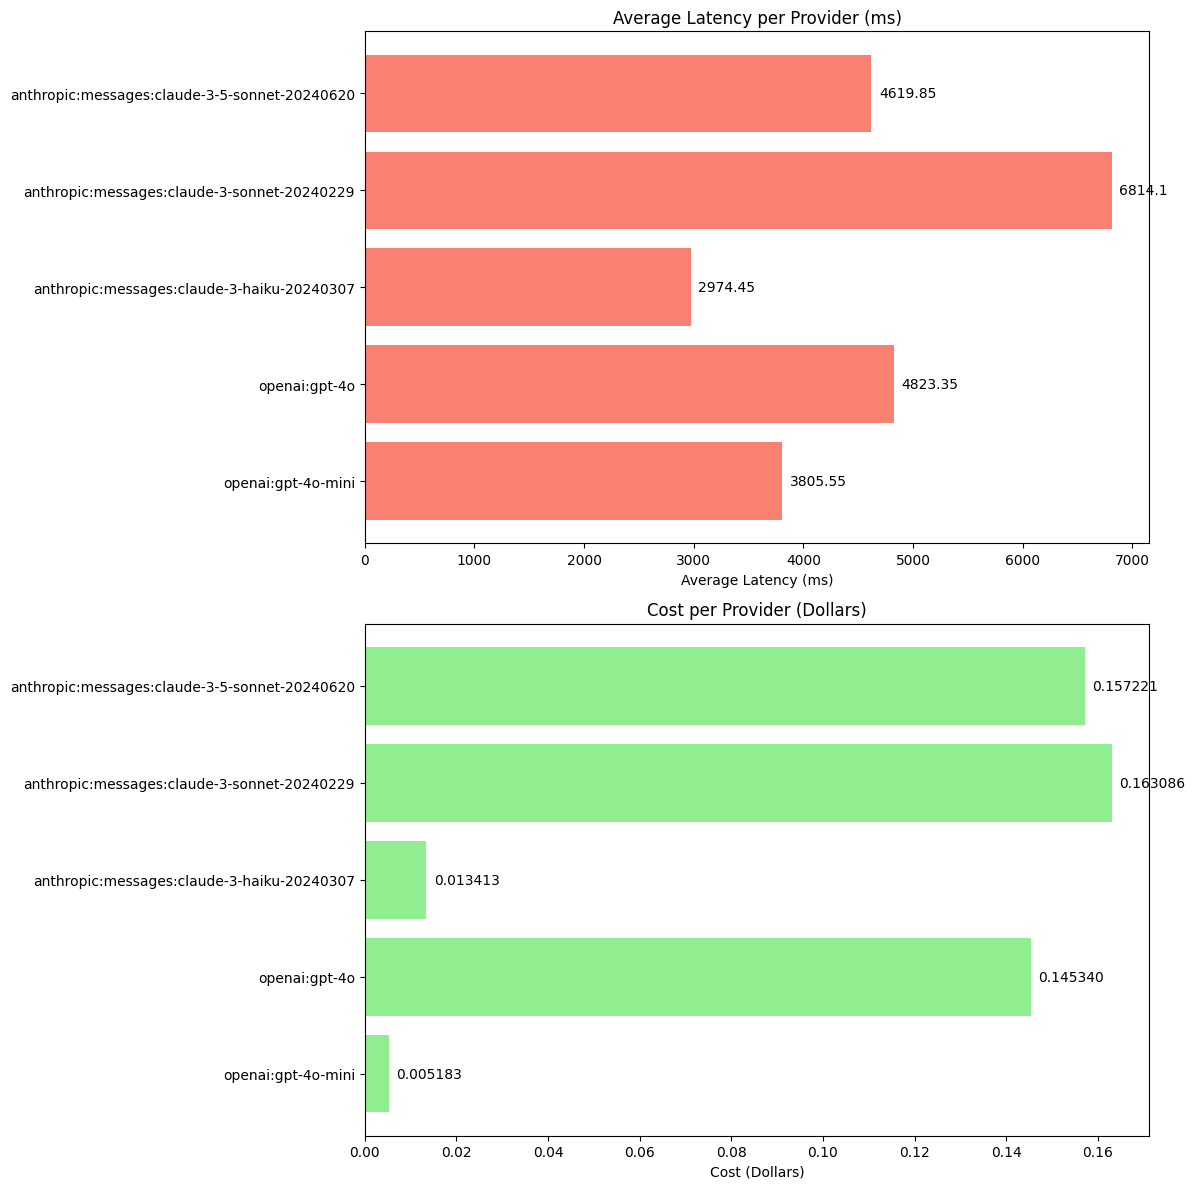 Average Latency per Provider (ms)
anthropic:messages:claude-3-5-sonnet-20240620
4619.85
anthropic:messages:claude-3-sonnet-20240229
6814.1
anthropic:messages:claude-3-haiku-20240307
2974.45
openai:gpt-4o
4823.35
openai:gpt-4o-mini
3805.55
0 1000 2000 3000 4000 5000 6000 7000
Average Latency (ms)
Cost per Provider (Dollars)
anthropic:messages:claude-3-5-sonnet-20240620
0.157221
anthropic:messages:claude-3-sonnet-20240229
0.163086
anthropic:messages:claude-3-haiku-20240307
0.013413
openai:gpt-4o
0.145340
openai:gpt-4o-mini
0.005183
0.00 0.02 0.04 0.06 0.08 0.10 0.12 0.14 0.16
Cost (Dollars)